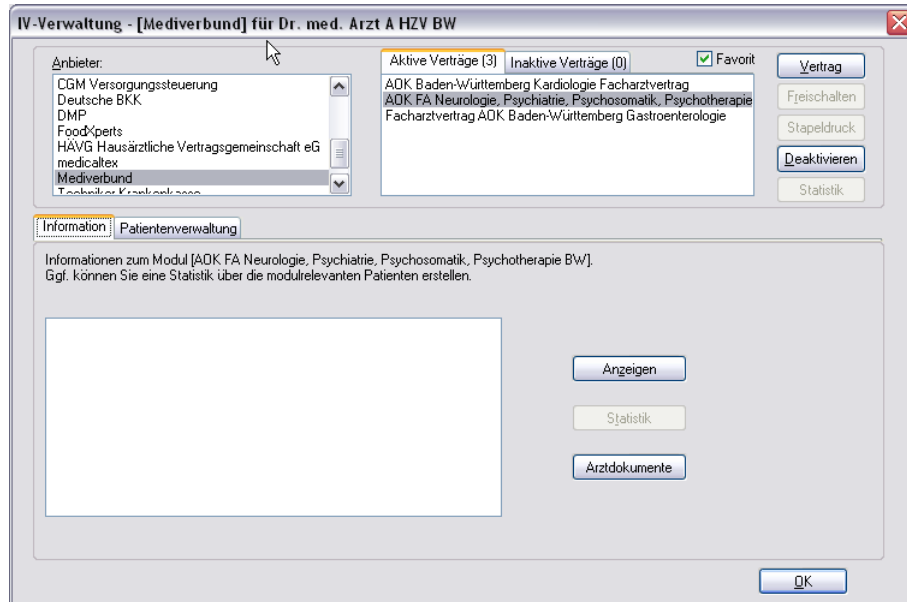 IV-Verwaltung - [Mediverbund] für Dr. med. Arzt A HZV BW
Anbieter:
CGM Versorgungssteuerung
Deutsche BKK
DMP
FoodXperts
HÄVG Hausärztliche Vertragsgemeinschaft eG
medicaltex
Mediverbund
Techniker Krankenkasse
Aktive Verträge (3)
Inaktive Verträge (0)
Favorit
AOK Baden-Württemberg Kardiologie Facharztvertrag
AOK FA Neurologie, Psychiatrie, Psychosomatik, Psychotherapie
Facharztvertrag AOK Baden-Württemberg Gastroenterologie
Vertrag
Freischalten
Stapeldruck
Deaktivieren
Statistik
Information
Patientenverwaltung
Informationen zum Modul [AOK FA Neurologie, Psychiatrie, Psychosomatik, Psychotherapie BW].
Ggf. können Sie eine Statistik über die modulrelevanten Patienten erstellen.
Anzeigen
Statistik
Arztdokumente
OK